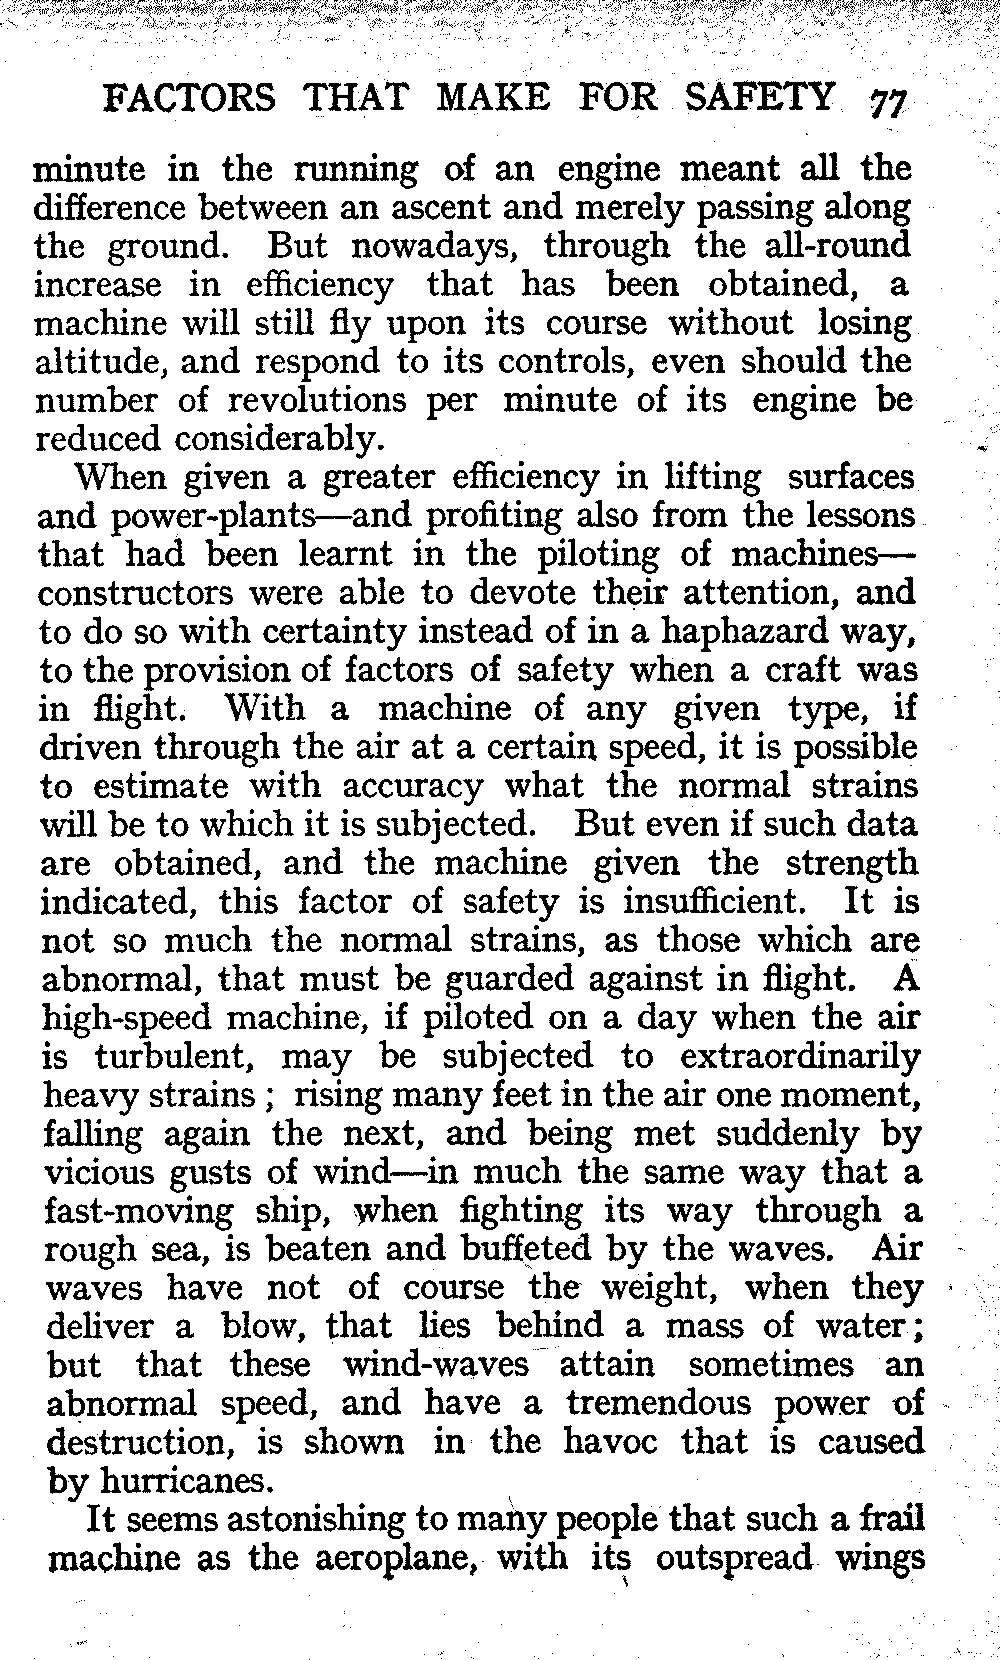 FACTORS THAT MAKE FOR SAFETY 77
minute in the running of an engine meant all the
difference between an ascent and merely passing along
the ground. But nowadays, through the all-round
increase in efficiency that has been obtained, a
machine will still fly upon its course without losing
altitude, and respond to its controls, even should the
number of revolutions per minute of its engine be
reduced considerably.
When given a greater efficiency in lifting surfaces
and power-plants—and profiting also from the lessons
that had been learnt in the piloting of machines—
constructors were able to devote their attention, and
to do so with certainty instead of in a haphazard way,
to the provision of factors of safety when a craft was
in flight. With a machine of any given type, if
driven through the air at a certain speed, it is possible
to estimate with accuracy what the normal strains
will be to which it is subjected. But even if such data
are obtained, and the machine given the strength
indicated, this factor of safety is insufficient. It is
not so much the normal strains, as those which are
abnormal, that must be guarded against in flight. A
high-speed machine, if piloted on a day when the air
is turbulent, may be subjected to extraordinarily
heavy strains ; rising many feet in the air one moment,
falling again the next, and being met suddenly by
vicious gusts of wind—in much the same way that a
fast-moving ship, when fighting its way through a
rough sea, is beaten and buffeted by the waves. Air
waves have not of course the weight, when they
deliver a blow, that lies behind a mass of water;
but that these wind-waves attain sometimes an
abnormal speed, and have a tremendous power of
destruction, is shown in the havoc that is caused
by hurricanes.
It seems astonishing to many people that such a frail
machine as the aeroplane, with its outspread wings